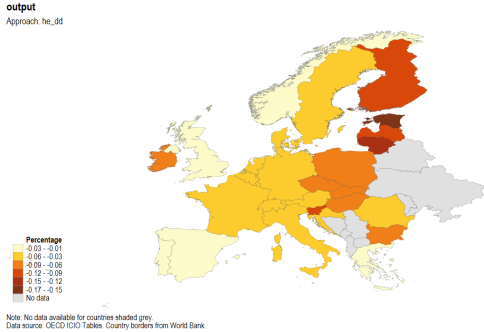 output
Approach: he_dd
Percentage
-0.03 - -0.01
-0.06 - -0.03
-0.09 - -0.06
-0.12 - -0.09
-0.15 - -0.12
-0.17 - -0.15
No data
Note: No data available for countries shaded grey.
Data source: OECD ICIO Tables. Country borders from World Bank.